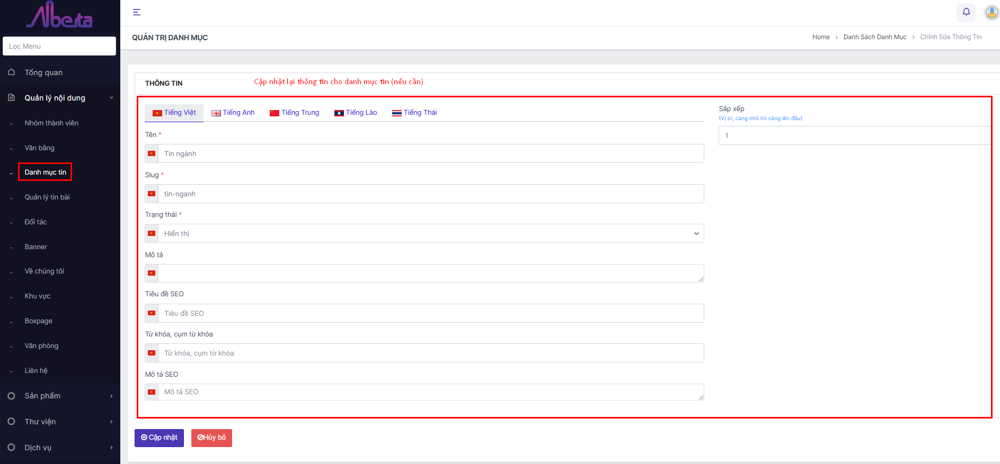 Alberta
Lọc Menu
Tổng quan
Quản lý nội dung
Nhóm thành viên
Văn bằng
Danh mục tin
Quản lý tin bài
Đối tác
Banner
Về chúng tôi
Khu vực
Boxpage
Văn phòng
Liên hệ
Sản phẩm
Thư viện
Dịch vụ
QUẢN TRỊ DANH MỤC
Home > Danh Sách Danh Mục > Chỉnh Sửa Thông Tin
THÔNG TIN
Cập nhật lại thông tin cho danh mục tin (nếu cần)
Tiếng Việt Tiếng Anh Tiếng Trung Tiếng Lào Tiếng Thái
Tên *
Tin ngành
Slug *
tin-nganh
Trạng thái *
Hiển thị
Mô tả
Tiêu đề SEO
Tiêu đề SEO
Từ khóa, cụm từ khóa
Từ khóa, cụm từ khóa
Mô tả SEO
Mô tả SEO
Sắp xếp
(Vị trí, càng nhỏ thì càng lên đầu)
1
Cập nhật
Hủy bỏ